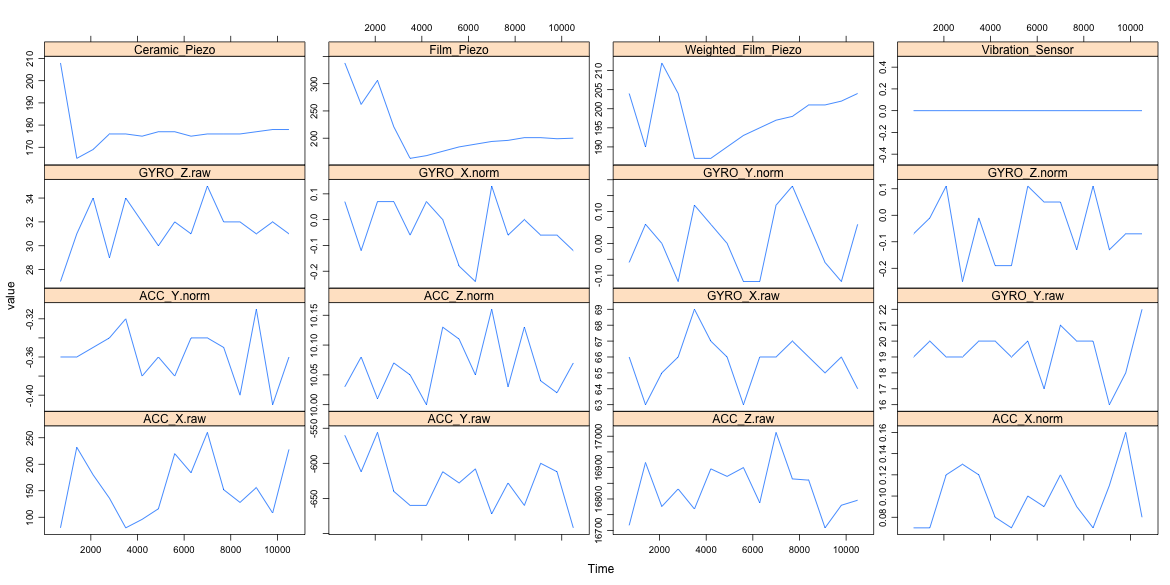 2000 4000 6000 8000 10000 2000 4000 6000 8000 10000
Ceramic_Piezo Film_Piezo Weighted_Film_Piezo Vibration_Sensor
170 180 190 200 210
200 250 300
190 195 200 205 210
-0.4 -0.2 0.0 0.2 0.4
GYRO_Z.raw GYRO_X.norm GYRO_Y.norm GYRO_Z.norm
28 30 32 34
-0.2 -0.1 0.0 0.1
-0.10 0.00 0.10
-0.2 -0.1 0.0 0.1
ACC_Y.norm ACC_Z.norm GYRO_X.raw GYRO_Y.raw
-0.40 -0.36 -0.32
10.00 10.05 10.10 10.15
63 64 65 66 67 68 69
16 17 18 19 20 21 22
ACC_X.raw ACC_Y.raw ACC_Z.raw ACC_X.norm
100 150 200 250
-650 -600 -550
16700 16800 16900 17000
0.08 0.10 0.12 0.14 0.16
2000 4000 6000 8000 10000 2000 4000 6000 8000 10000
value
Time